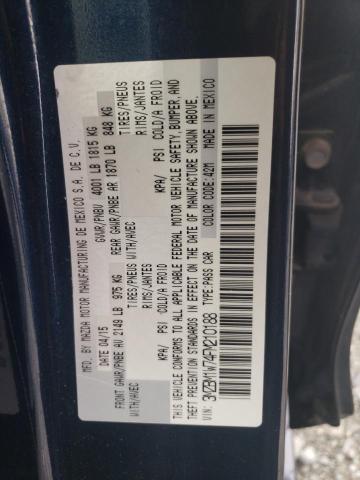 MFD. BY MAZDA MOTOR MANUFACTURING DE MEXICO S.A. DE C.V.
DATE 04/15 GVWR/PNBV 4001 LB 1815 KG
FRONT GAWR/PNBE AV 2149 LB 975 KG REAR GAWR/PNBE AR 1870 LB 848 KG
WITH/AVEC TIRES/PNEUS WITH/AVEC TIRES/PNEUS
RIMS/JANTES RIMS/JANTES
KPA/ PSI COLD/A FROID KPA/ PSI COLD/A FROID
THIS VEHICLE CONFORMS TO ALL APPLICABLE FEDERAL MOTOR VEHICLE SAFETY,BUMPER,AND
THEFT PREVENTION STANDARDS IN EFFECT ON THE DATE OF MANUFACTURE SHOWN ABOVE.
3MZBM1W74FM210188 TYPE:PASS CAR COLOR CODE:42M MADE IN MEXICO